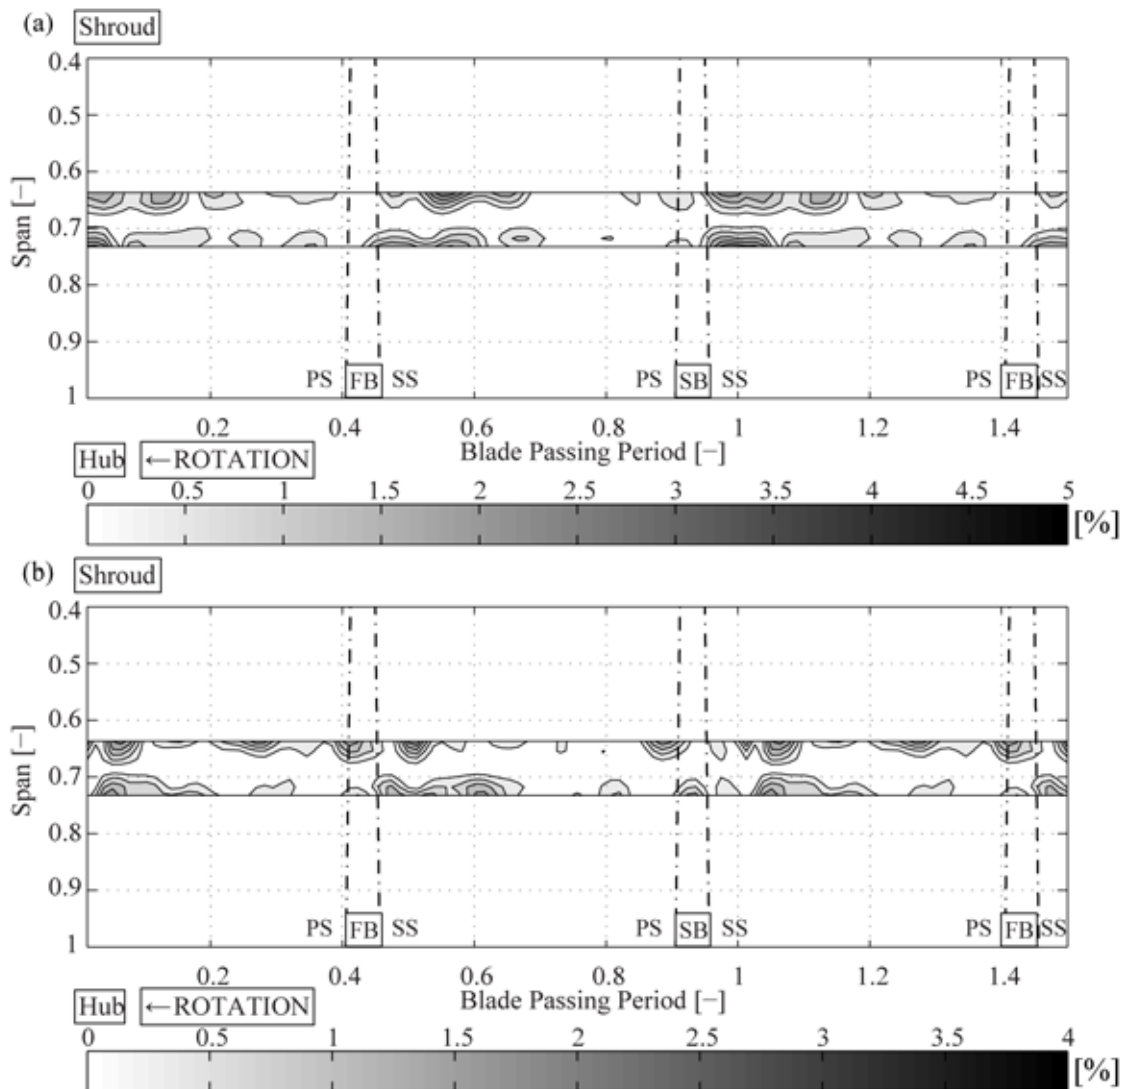 (a) Shroud
0.4
0.5
0.6
0.7
0.8
0.9
1
Span [−]
PS FB SS PS SB SS PS FB SS
0.2 0.4 0.6 0.8 1 1.2 1.4
Blade Passing Period [−]
Hub ←ROTATION
0 0.5 1 1.5 2 2.5 3 3.5 4 4.5 5
[%]
(b) Shroud
0.4
0.5
0.6
0.7
0.8
0.9
1
Span [−]
PS FB SS PS SB SS PS FB SS
0.2 0.4 0.6 0.8 1 1.2 1.4
Blade Passing Period [−]
Hub ←ROTATION
0 0.5 1 1.5 2 2.5 3 3.5 4
[%]